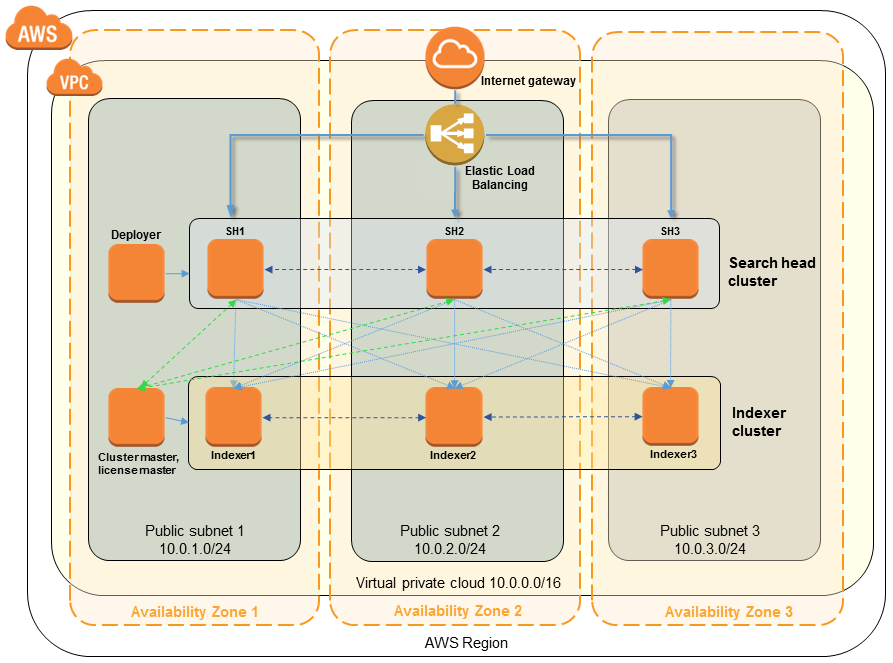 AWS
VPC
Internet gateway
Elastic Load
Balancing
Deployer
SH1
SH2
SH3
Search head
cluster
Cluster master,
license master
Indexer1
Indexer2
Indexer3
Indexer
cluster
Public subnet 1
10.0.1.0/24
Public subnet 2
10.0.2.0/24
Public subnet 3
10.0.3.0/24
Virtual private cloud 10.0.0.0/16
Availability Zone 1
Availability Zone 2
Availability Zone 3
AWS Region